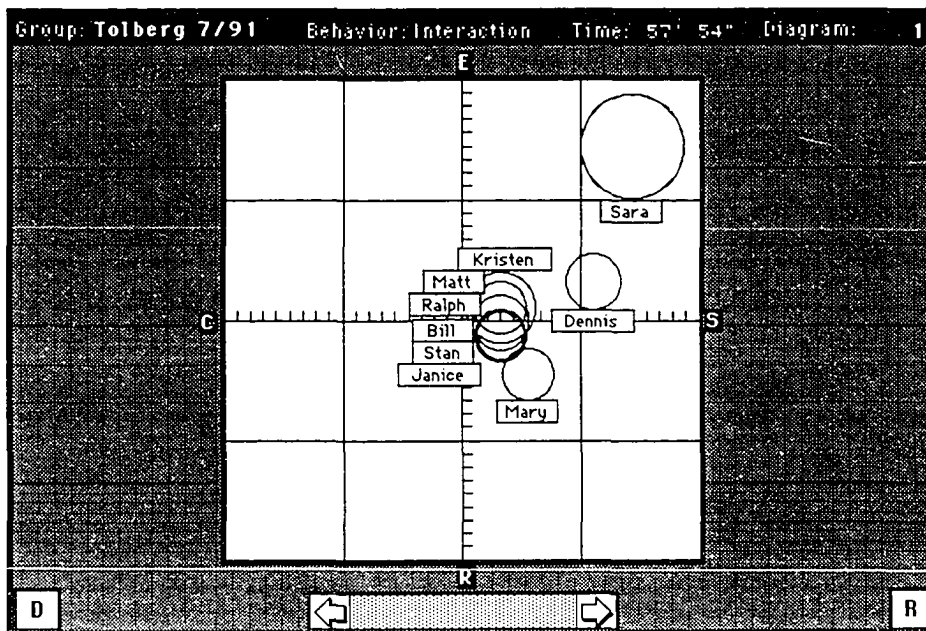 Group: Tolberg 7/91 Behavior: Interaction Time: 57' 54" Diagram: 1
E
Sara
Kristen
Matt
Ralph
C S
Dennis
Bill
Stan
Janice
Mary
R
D R